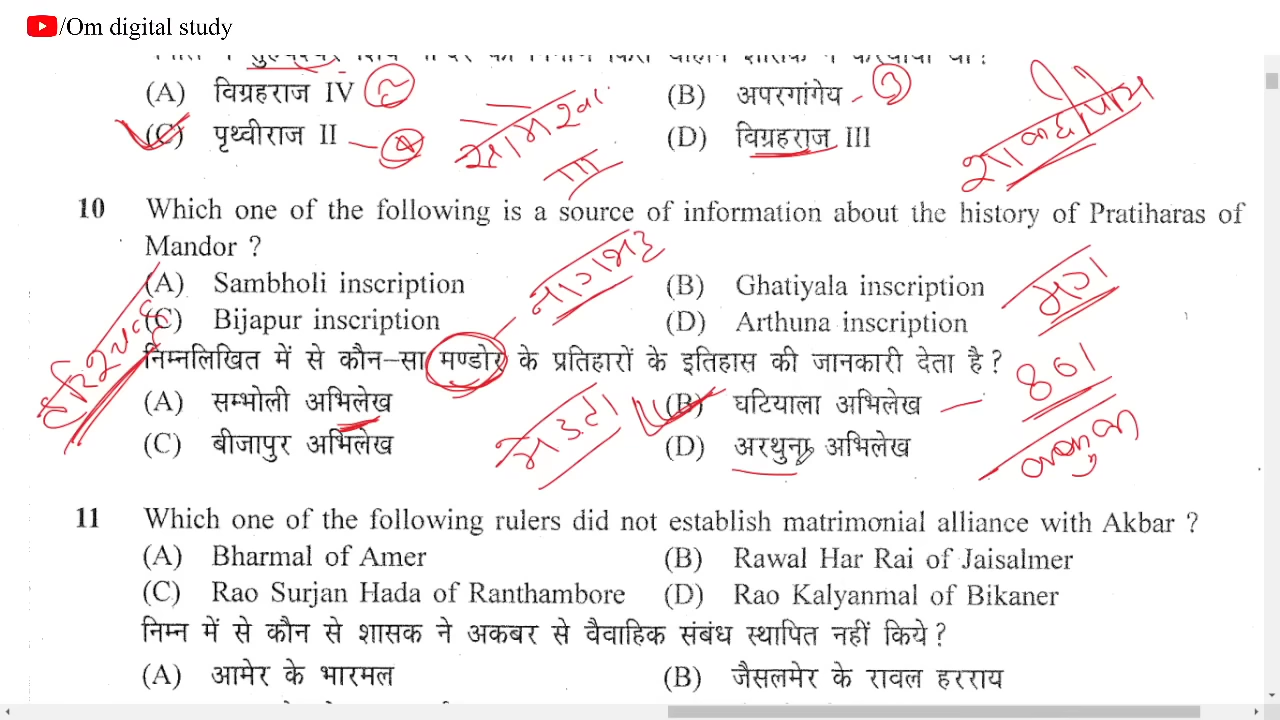 /Om digital study
(A) विग्रहराज IV
(B) अपरगांगेय
(C) पृथ्वीराज II
(D) विग्रहराज III
10 Which one of the following is a source of information about the history of Pratiharas of
Mandor ?
(A) Sambholi inscription
(B) Ghatiyala inscription
(C) Bijapur inscription
(D) Arthuna inscription
निम्नलिखित में से कौन-सा मण्डोर के प्रतिहारों के इतिहास की जानकारी देता है ?
(A) सम्भोली अभिलेख
(B) घटियाला अभिलेख
(C) बीजापुर अभिलेख
(D) अरथुना अभिलेख
11 Which one of the following rulers did not establish matrimonial alliance with Akbar ?
(A) Bharmal of Amer
(B) Rawal Har Rai of Jaisalmer
(C) Rao Surjan Hada of Ranthambore
(D) Rao Kalyanmal of Bikaner
निम्न में से कौन से शासक ने अकबर से वैवाहिक संबंध स्थापित नहीं किये ?
(A) आमेर के भारमल
(B) जैसलमेर के रावल हरराय